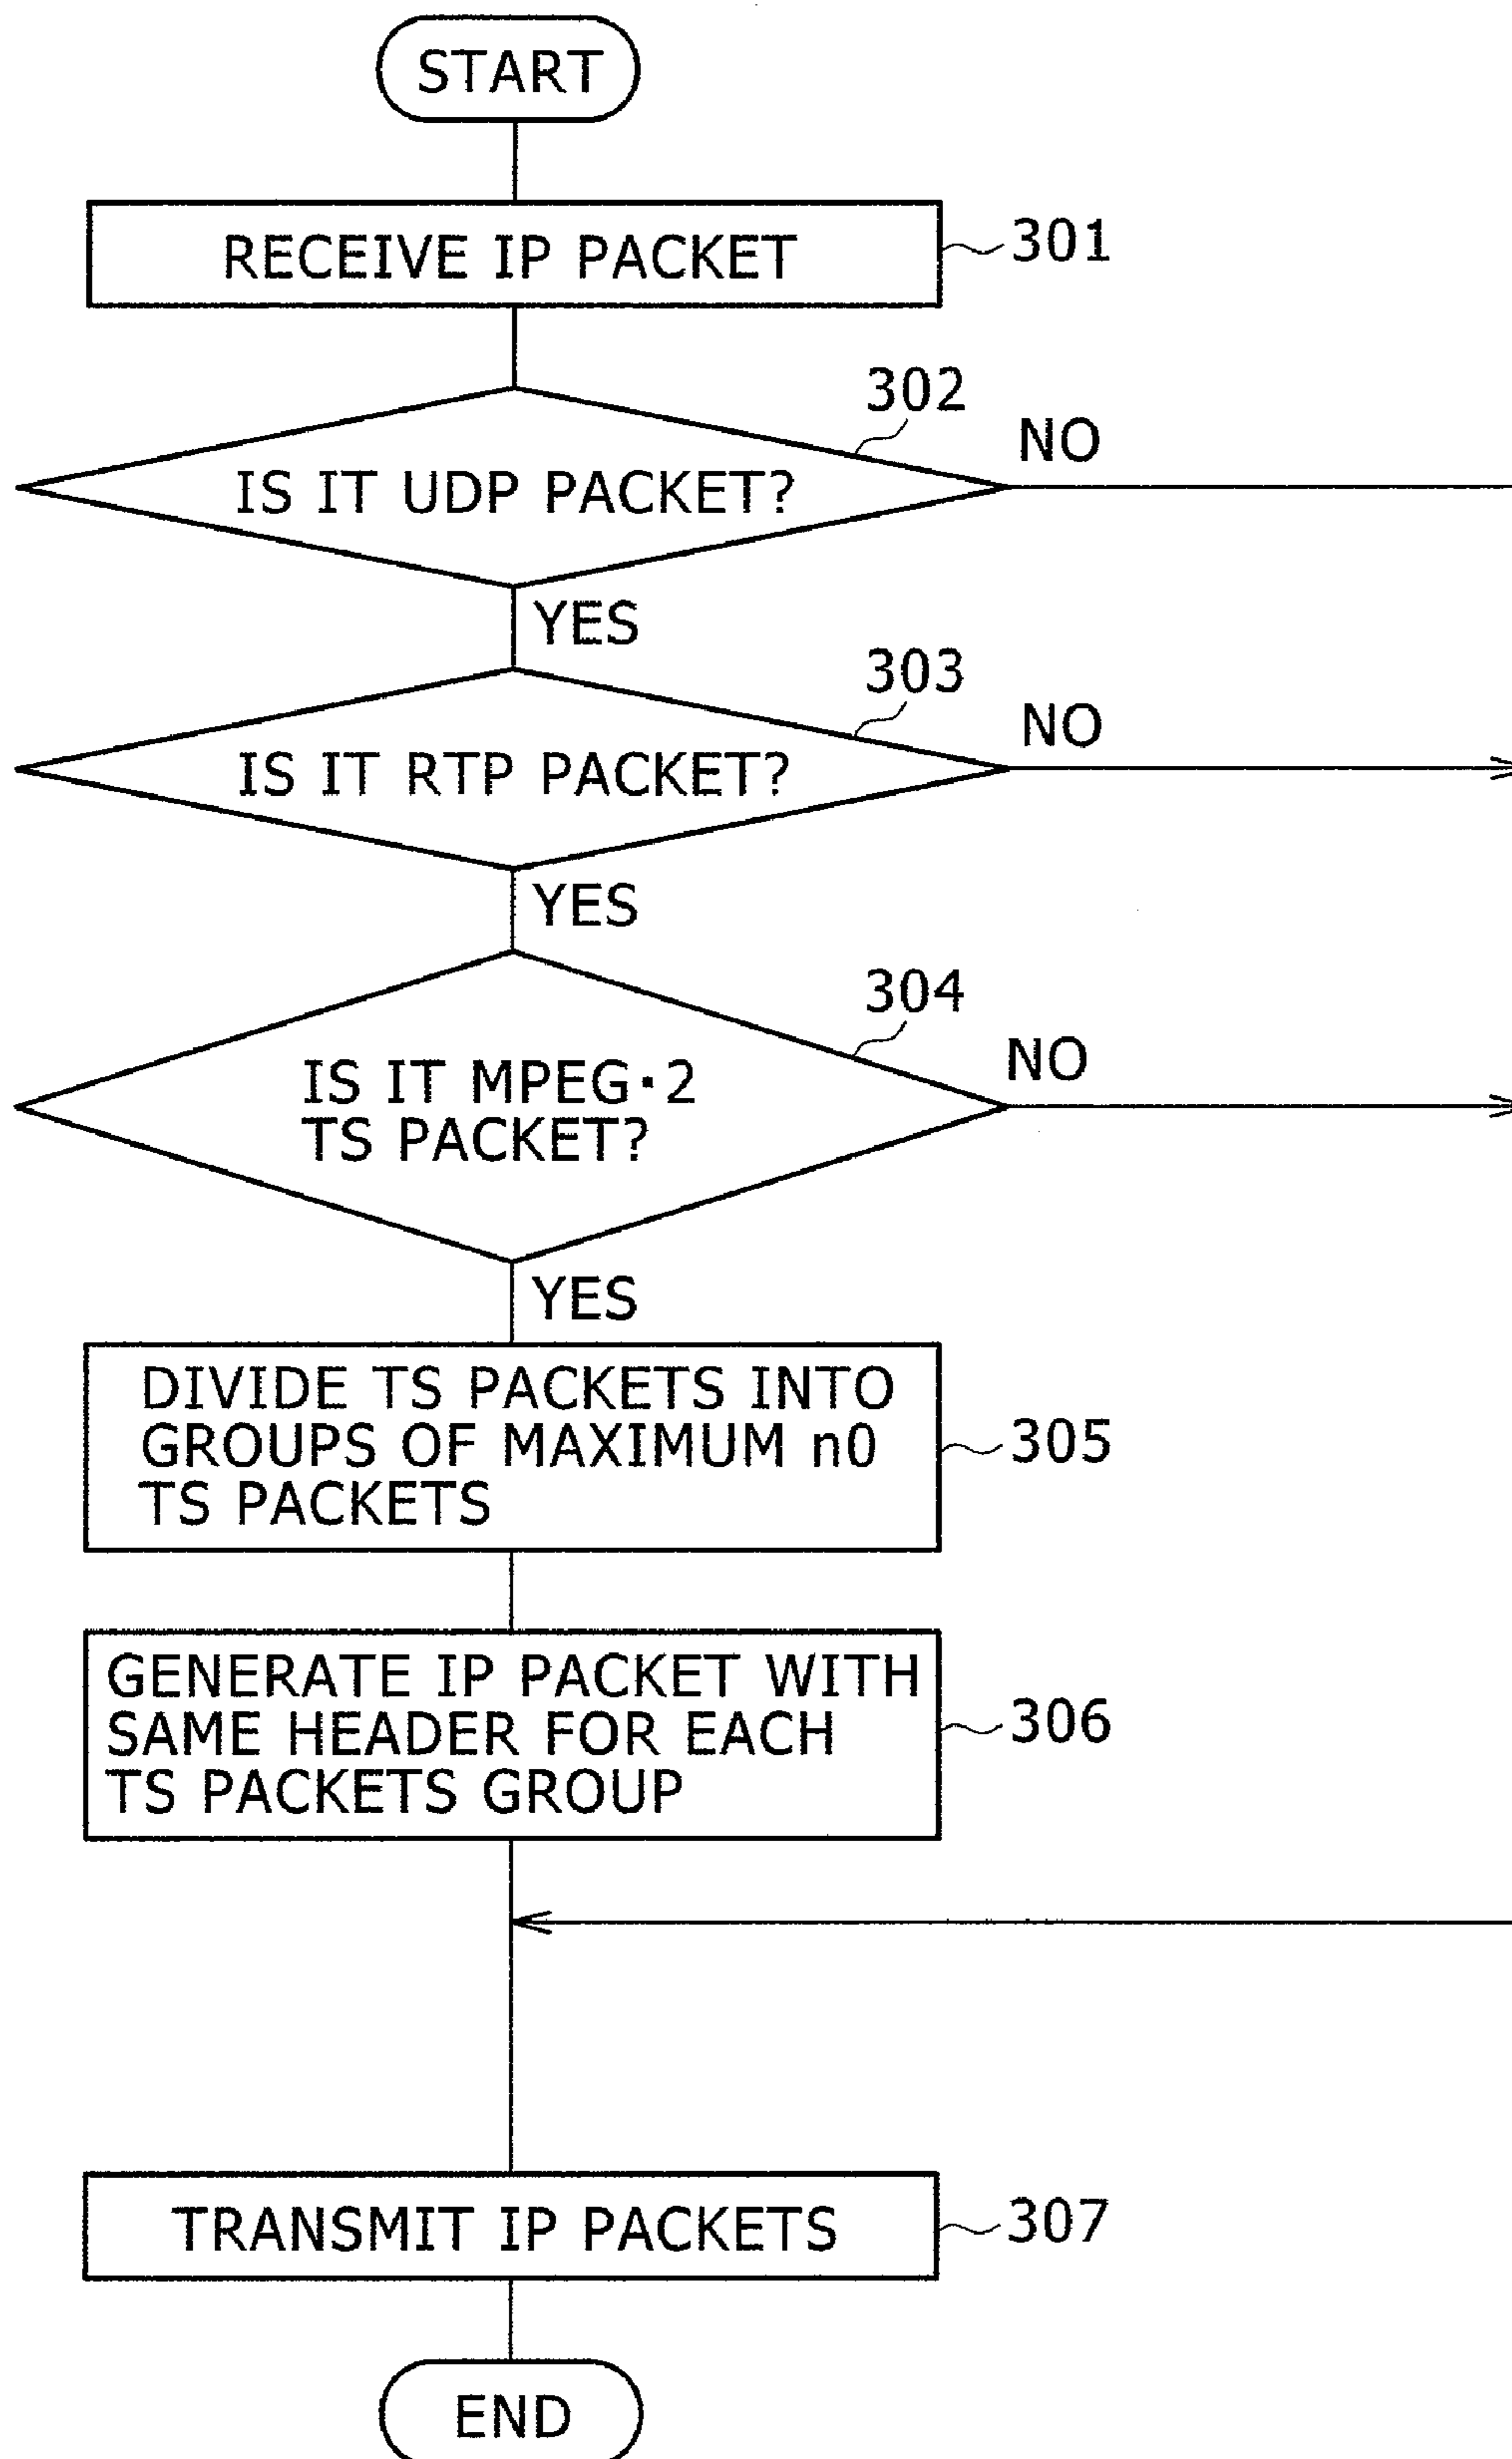 START
RECEIVE IP PACKET
301
302
NO
IS IT UDP PACKET?
YES
303
NO
IS IT RTP PACKET?
YES
304
NO
IS IT MPEG·2
TS PACKET?
YES
DIVIDE TS PACKETS INTO
GROUPS OF MAXIMUM n0
TS PACKETS
305
GENERATE IP PACKET WITH
SAME HEADER FOR EACH
TS PACKETS GROUP
306
TRANSMIT IP PACKETS
307
END